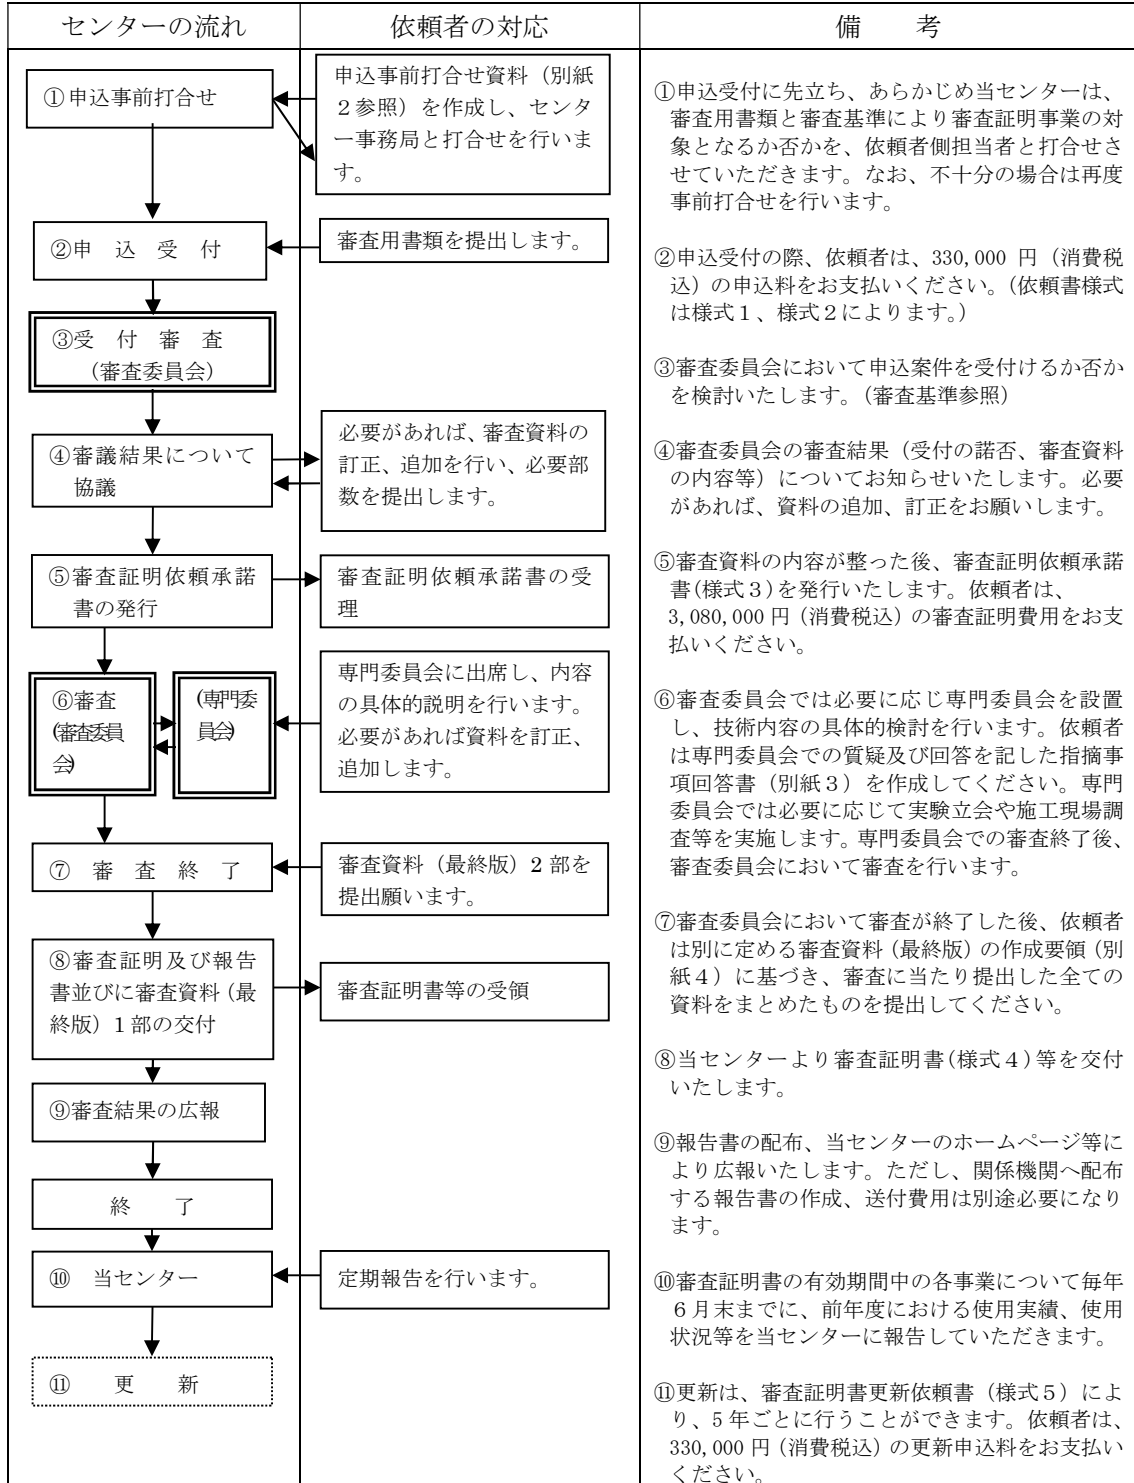 センターの流れ
依頼者の対応
備　　考
①申込事前打合せ
申込事前打合せ資料（別紙
２参照）を作成し、センタ
ー事務局と打合せを行いま
す。
②申　込　受　付
審査用書類を提出します。
③受　付　審　査
（審査委員会）
④審議結果について
協議
必要があれば、審査資料の
訂正、追加を行い、必要部
数を提出します。
⑤審査証明依頼承諾
書の発行
審査証明依頼承諾書の受
理
⑥審査
(審査委員
会)
(専門委
員会)
専門委員会に出席し、内容
の具体的説明を行います。
必要があれば資料を訂正、
追加します。
⑦　審　査　終　了
審査資料（最終版）2 部を
提出願います。
⑧審査証明及び報告
書並びに審査資料（最
終版）１部の交付
審査証明書等の受領
⑨審査結果の広報
終　　了
⑩　当センター
定期報告を行います。
⑪　　更　　新
①申込受付に先立ち、あらかじめ当センターは、
審査用書類と審査基準により審査証明事業の対
象となるか否かを、依頼者側担当者と打合せさ
せていただきます。なお、不十分の場合は再度
事前打合せを行います。
②申込受付の際、依頼者は、330,000 円（消費税
込）の申込料をお支払いください。（依頼書様式
は様式１、様式２によります。）
③審査委員会において申込案件を受付けるか否か
を検討いたします。（審査基準参照）
④審査委員会の審査結果（受付の諾否、審査資料
の内容等）についてお知らせいたします。必要
があれば、資料の追加、訂正をお願いします。
⑤審査資料の内容が整った後、審査証明依頼承諾
書（様式３）を発行いたします。依頼者は、
3,080,000 円（消費税込）の審査証明費用をお支
払いください。
⑥審査委員会では必要に応じ専門委員会を設置
し、技術内容の具体的検討を行います。依頼者
は専門委員会での質疑及び回答を記した指摘事
項回答書（別紙３）を作成してください。専門
委員会では必要に応じて実験立会や施工現場調
査等を実施します。専門委員会での審査終了後、
審査委員会において審査を行います。
⑦審査委員会において審査が終了した後、依頼者
は別に定める審査資料（最終版）の作成要領（別
紙４）に基づき、審査に当たり提出した全ての
資料をまとめたものを提出してください。
⑧当センターより審査証明書（様式４）等を交付
いたします。
⑨報告書の配布、当センターのホームページ等に
より広報いたします。ただし、関係機関へ配布
する報告書の作成、送付費用は別途必要になり
ます。
⑩審査証明書の有効期間中の各事業について毎年
６月末までに、前年度における使用実績、使用
状況等を当センターに報告していただきます。
⑪更新は、審査証明書更新依頼書（様式５）によ
り、5 年ごとに行うことができます。依頼者は、
330,000 円（消費税込）の更新申込料をお支払い
ください。